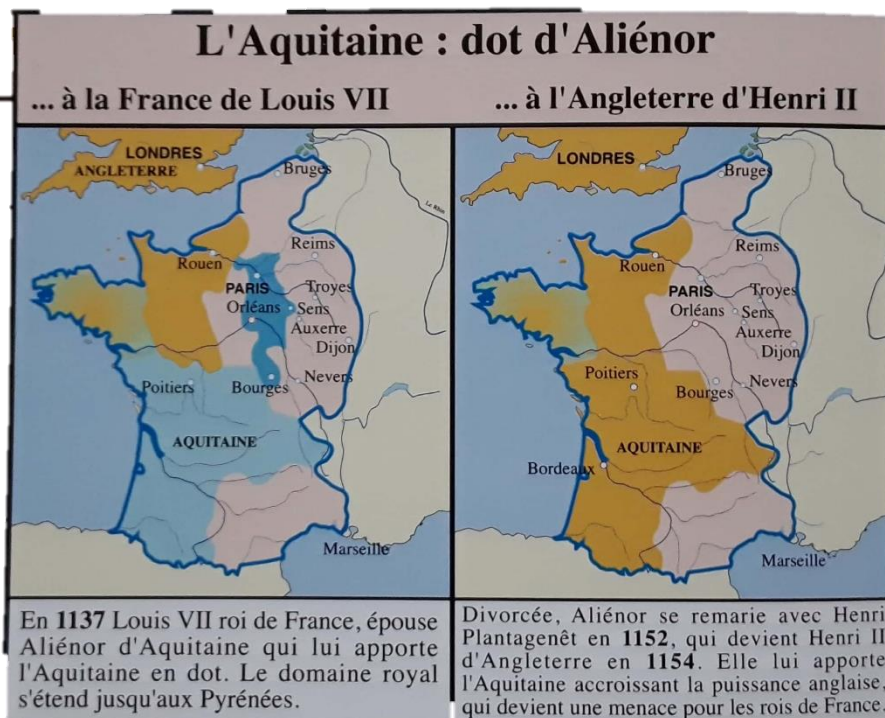 L'Aquitaine : dot d'Aliénor
... à la France de Louis VII
... à l'Angleterre d'Henri II
LONDRES
ANGLETERRE
Bruges
Le Rhin
Reims
Rouen
PARIS
Troyes
Orléans
Sens
Auxerre
Dijon
Poitiers
Bourges
Nevers
AQUITAINE
Marseille
LONDRES
Bruges
Reims
Rouen
PARIS
Troyes
Orléans
Sens
Auxerre
Dijon
Poitiers
Bourges
Nevers
AQUITAINE
Bordeaux
Marseille
En 1137 Louis VII roi de France, épouse
Aliénor d'Aquitaine qui lui apporte
l'Aquitaine en dot. Le domaine royal
s'étend jusqu'aux Pyrénées.
Divorcée, Aliénor se remarie avec Henri
Plantagenêt en 1152, qui devient Henri II
d'Angleterre en 1154. Elle lui apporte
l'Aquitaine accroissant la puissance anglaise,
qui devient une menace pour les rois de France.